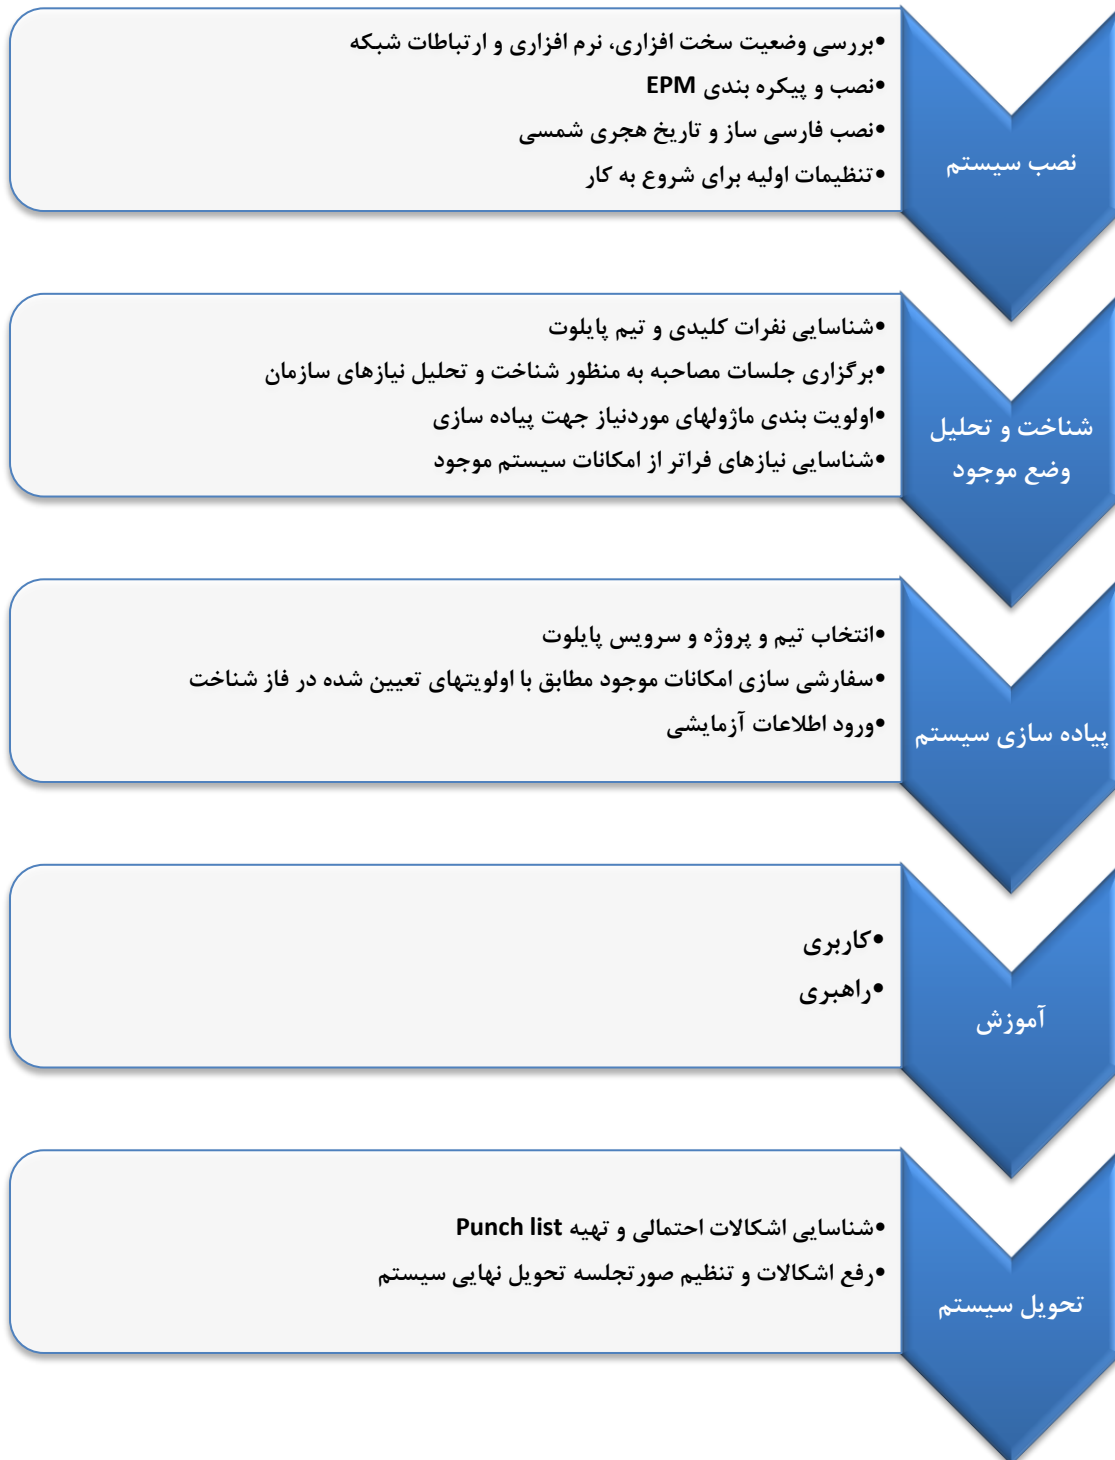 نصب سیستم
•بررسی وضعیت سخت افزاری، نرم افزاری و ارتباطات شبکه
•نصب و پیکره بندی EPM
•نصب فارسی ساز و تاریخ هجری شمسی
•تنظیمات اولیه برای شروع به کار
شناخت و تحلیل
وضع موجود
•شناسایی نفرات کلیدی و تیم پایلوت
•برگزاری جلسات مصاحبه به منظور شناخت و تحلیل نیازهای سازمان
•اولویت بندی ماژولهای موردنیاز جهت پیاده سازی
•شناسایی نیازهای فراتر از امکانات سیستم موجود
پیاده سازی سیستم
•انتخاب تیم و پروژه و سرویس پایلوت
•سفارشی سازی امکانات موجود مطابق با اولویتهای تعیین شده در فاز شناخت
•ورود اطلاعات آزمایشی
آموزش
•کاربری
•راهبری
تحویل سیستم
•شناسایی اشکالات احتمالی و تهیه Punch list
•رفع اشکالات و تنظیم صورتجلسه تحویل نهایی سیستم